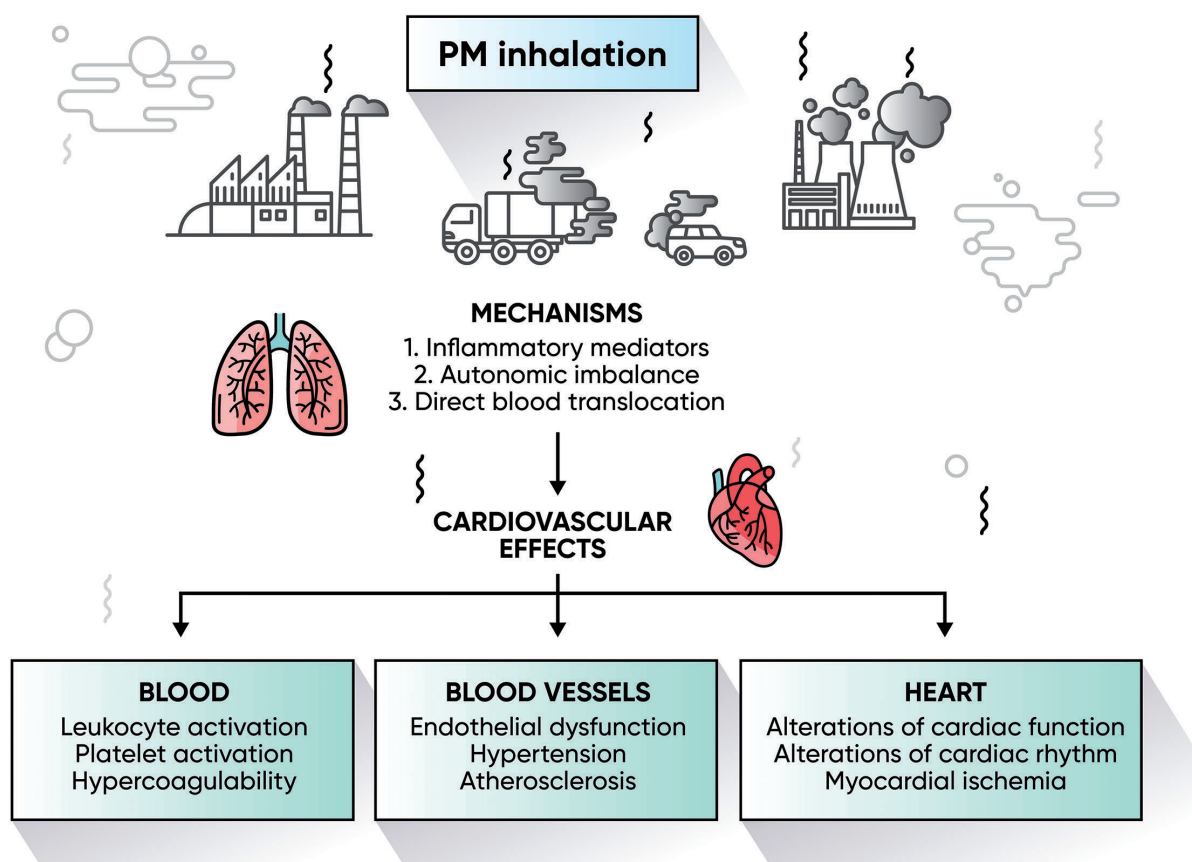 PM inhalation
MECHANISMS
1. Inflammatory mediators
2. Autonomic imbalance
3. Direct blood translocation
CARDIOVASCULAR
EFFECTS
BLOOD
Leukocyte activation
Platelet activation
Hypercoagulability
BLOOD VESSELS
Endothelial dysfunction
Hypertension
Atherosclerosis
HEART
Alterations of cardiac function
Alterations of cardiac rhythm
Myocardial ischemia